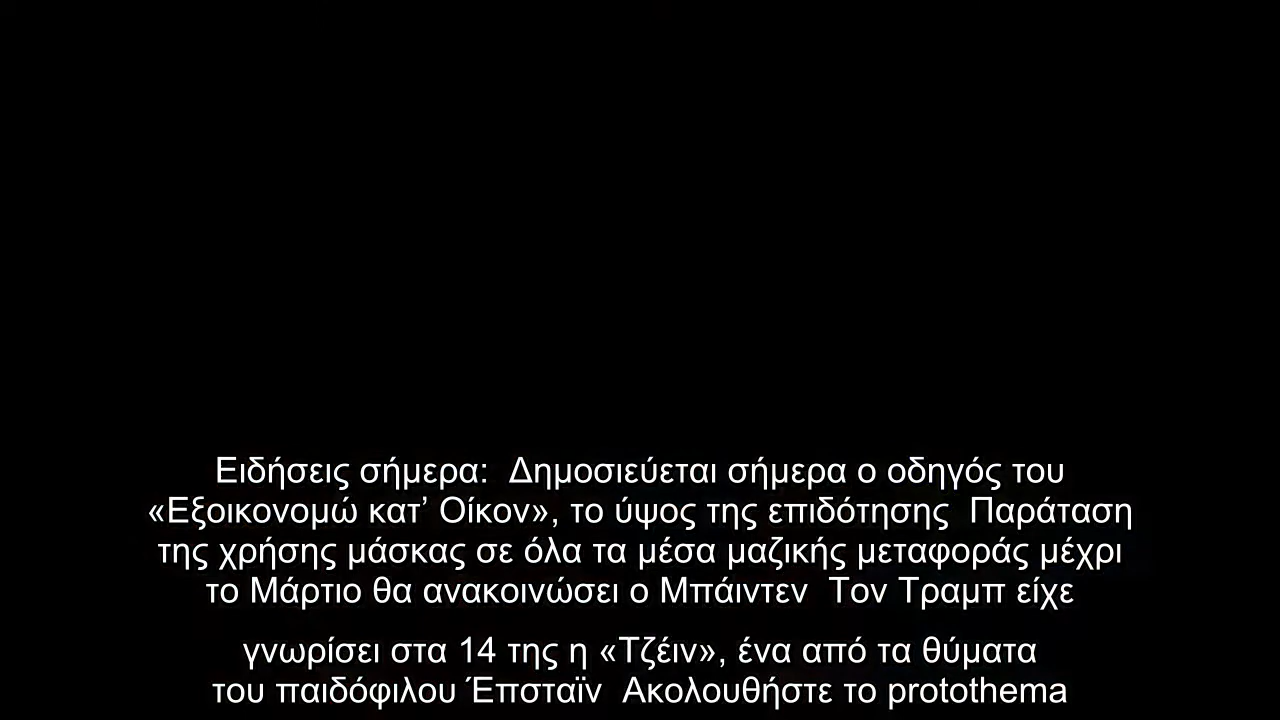 Ειδήσεις σήμερα:  Δημοσιεύεται σήμερα ο οδηγός του
«Εξοικονομώ κατ’ Οίκον», το ύψος της επιδότησης  Παράταση
της χρήσης μάσκας σε όλα τα μέσα μαζικής μεταφοράς μέχρι
το Μάρτιο θα ανακοινώσει ο Μπάιντεν  Τον Τραμπ είχε
γνωρίσει στα 14 της η «Τζέιν», ένα από τα θύματα
του παιδόφιλου Έπσταϊν  Ακολουθήστε το protothema